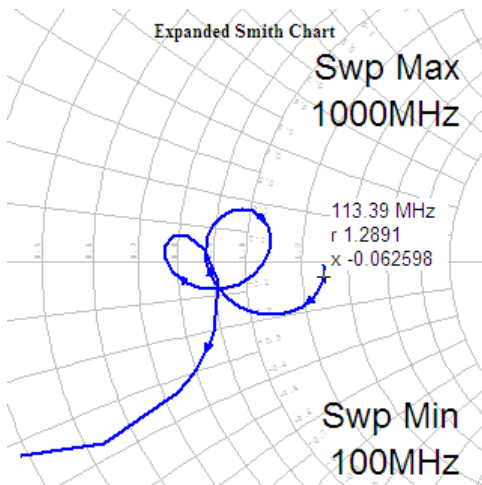 Expanded Smith Chart
Swp Max
1000MHz
113.39 MHz
r 1.2891
x -0.062598
Swp Min
100MHz